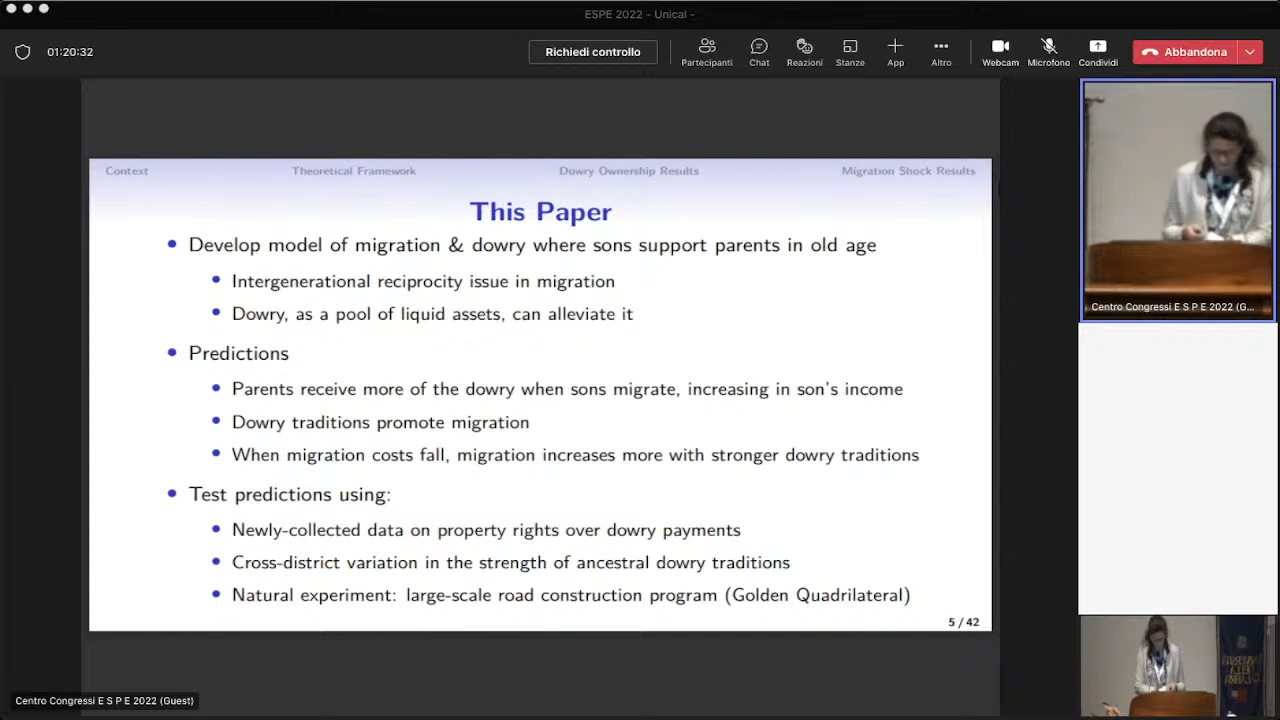 ESPE 2022 - Unical -
01:20:32
Richiedi controllo
Partecipanti
Chat
Reazioni
Stanze
App
Altro
Webcam
Microfono
Condividi
Abbandona
Context
Theoretical Framework
Dowry Ownership Results
Migration Shock Results
This Paper
Develop model of migration & dowry where sons support parents in old age
Intergenerational reciprocity issue in migration
Dowry, as a pool of liquid assets, can alleviate it
Predictions
Parents receive more of the dowry when sons migrate, increasing in son's income
Dowry traditions promote migration
When migration costs fall, migration increases more with stronger dowry traditions
Test predictions using:
Newly-collected data on property rights over dowry payments
Cross-district variation in the strength of ancestral dowry traditions
Natural experiment: large-scale road construction program (Golden Quadrilateral)
5 / 42
Centro Congressi E S P E 2022 (G...
Centro Congressi E S P E 2022 (Guest)